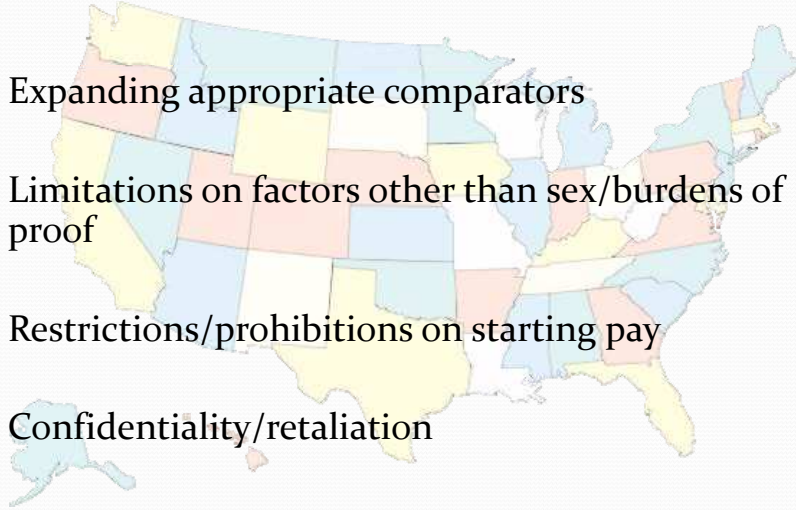 Expanding appropriate comparators
Limitations on factors other than sex/burdens of
proof
Restrictions/prohibitions on starting pay
Confidentiality/retaliation